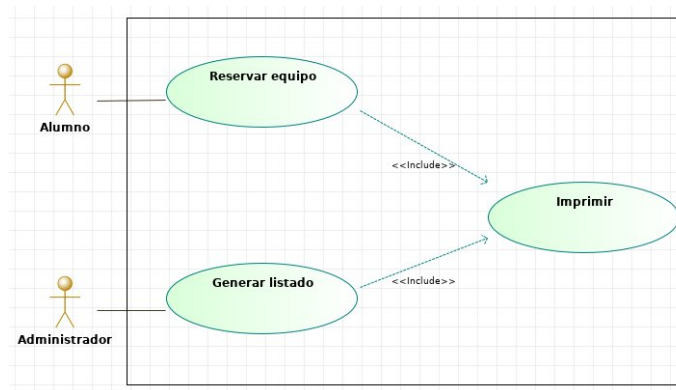 Reservar equipo
Alumno
<<Include>>
Imprimir
Generar listado
<<Include>>
Administrador